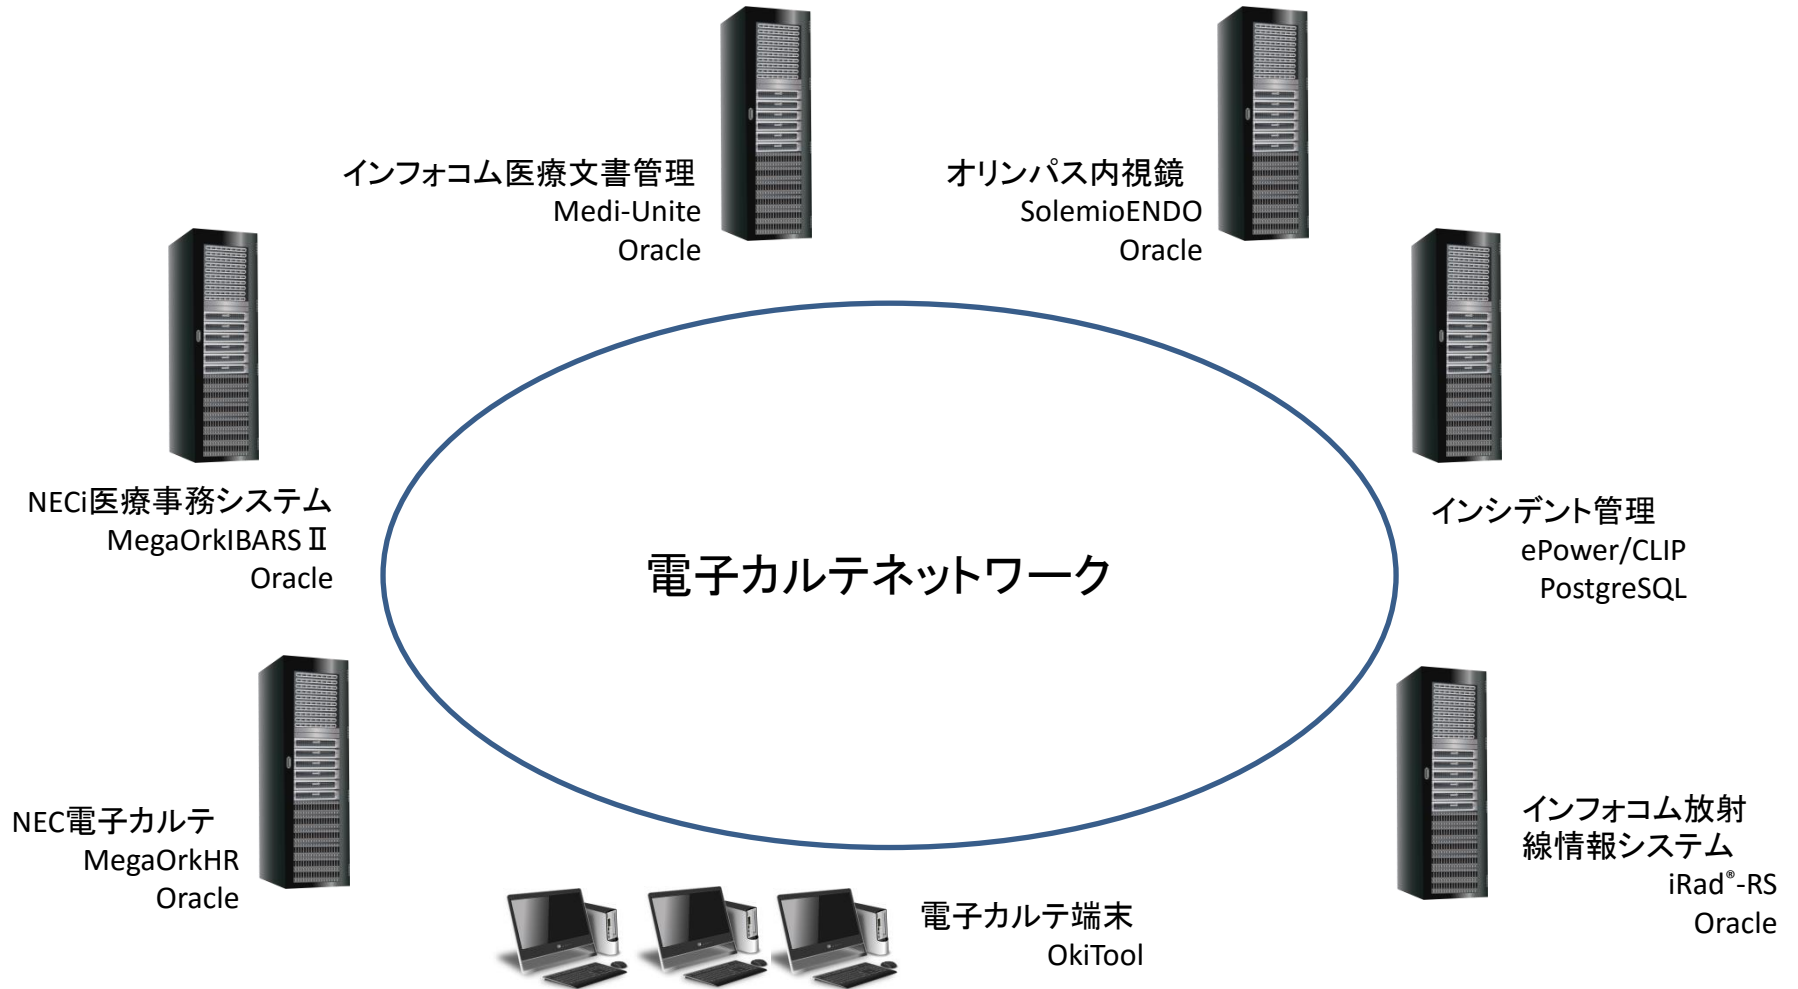 インフォコム医療文書管理
Medi-Unite
Oracle
オリンパス内視鏡
SolemioENDO
Oracle
NECi医療事務システム
MegaOrkIBARSⅡ
Oracle
電子カルテネットワーク
インシデント管理
ePower/CLIP
PostgreSQL
NEC電子カルテ
MegaOrkHR
Oracle
電子カルテ端末
OkiTool
インフォコム放射
線情報システム
iRad®-RS
Oracle